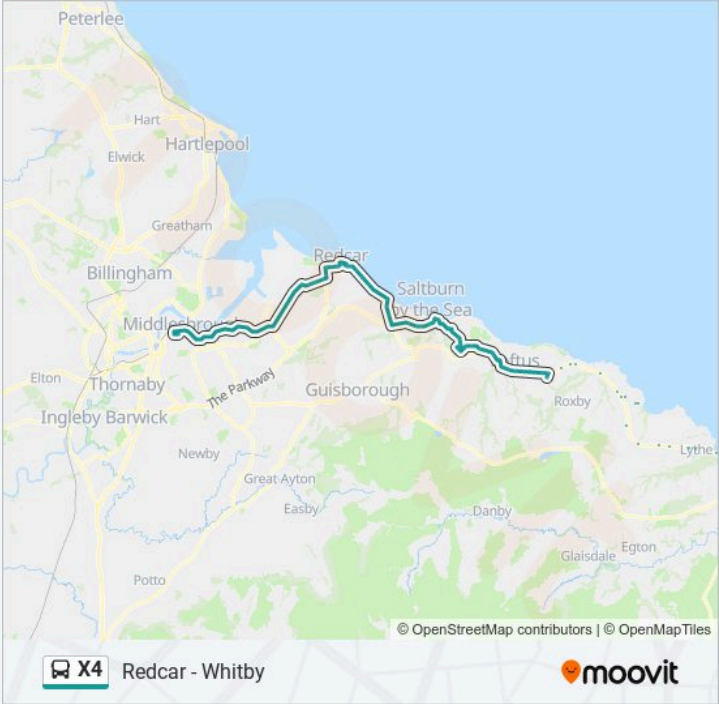 Peterlee
Hart
Hartlepool
Elwick
Greatham
Billingham
Redcar
Saltburn
by the Sea
Middlesbrough
Elton
Thornaby
The Parkway
Guisborough
Roxby
Ingleby Barwick
Newby
Lythe
Great Ayton
Easby
Danby
Egton
Glaisdale
Potto
© OpenStreetMap contributors | © OpenMapTiles
X4 Redcar - Whitby
moovit